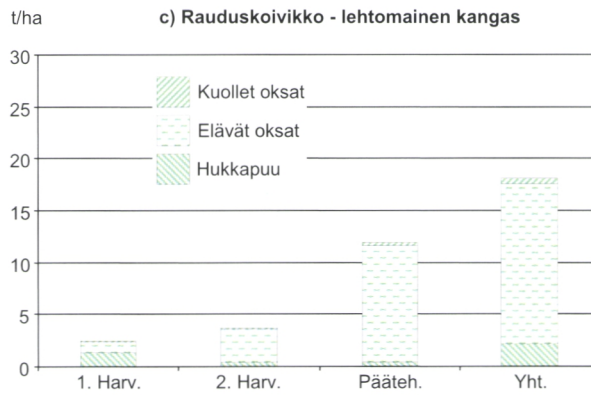 t/ha
c) Rauduskoivikko - lehtomainen kangas
30
25
20
15
10
5
0
Kuollet oksat
Elävät oksat
Hukkapuu
1. Harv.
2. Harv.
Pääteh.
Yht.